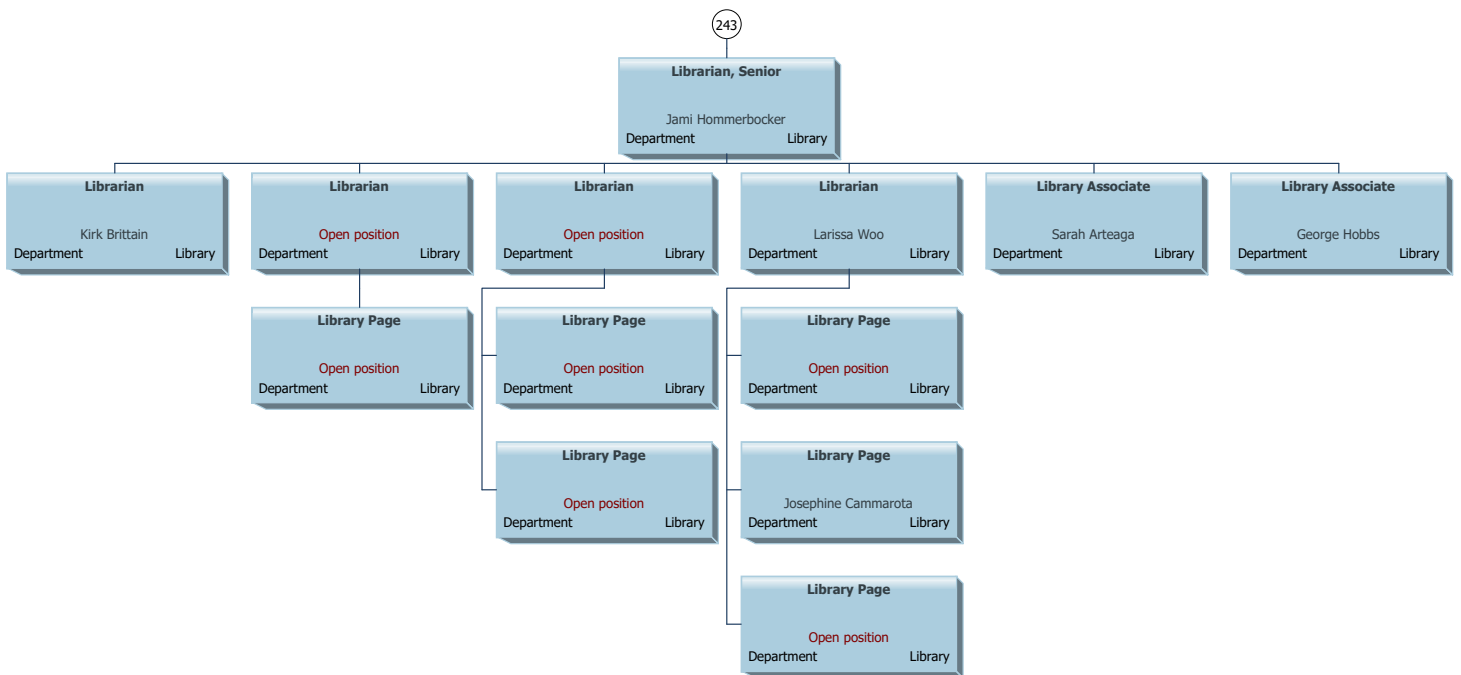 243
Librarian, Senior
Jami Hommerbocker
Department Library
Librarian
Kirk Brittain
Department Library
Librarian
Open position
Department Library
Librarian
Open position
Department Library
Librarian
Larissa Woo
Department Library
Library Associate
Sarah Arteaga
Department Library
Library Associate
George Hobbs
Department Library
Library Page
Open position
Department Library
Library Page
Open position
Department Library
Library Page
Open position
Department Library
Library Page
Open position
Department Library
Library Page
Josephine Cammarota
Department Library
Library Page
Open position
Department Library